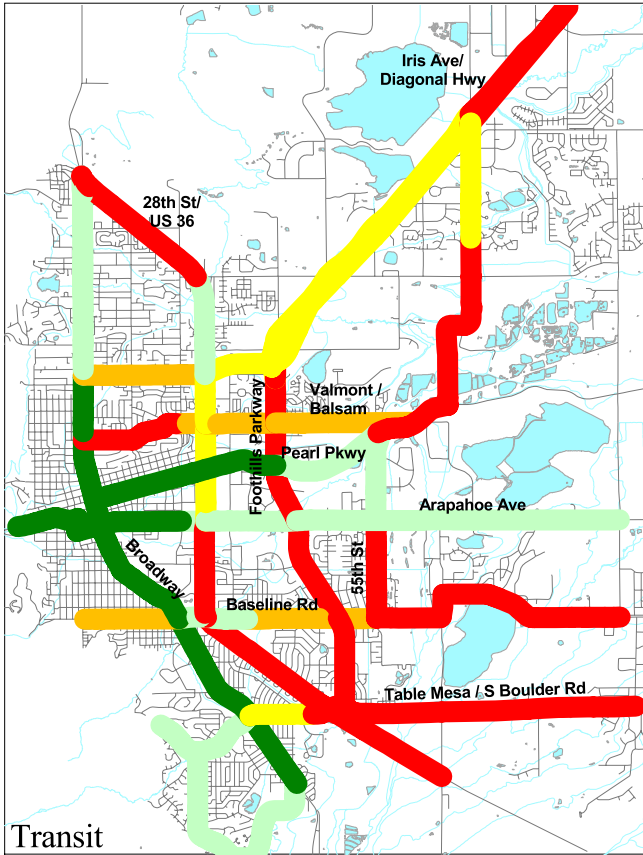 Iris Ave/
Diagonal Hwy
28th St/
US 36
Valmont /
Balsam
Foothills Parkway
Pearl Pkwy
Arapahoe Ave
Broadway
55th St
Baseline Rd
Table Mesa / S Boulder Rd
Transit